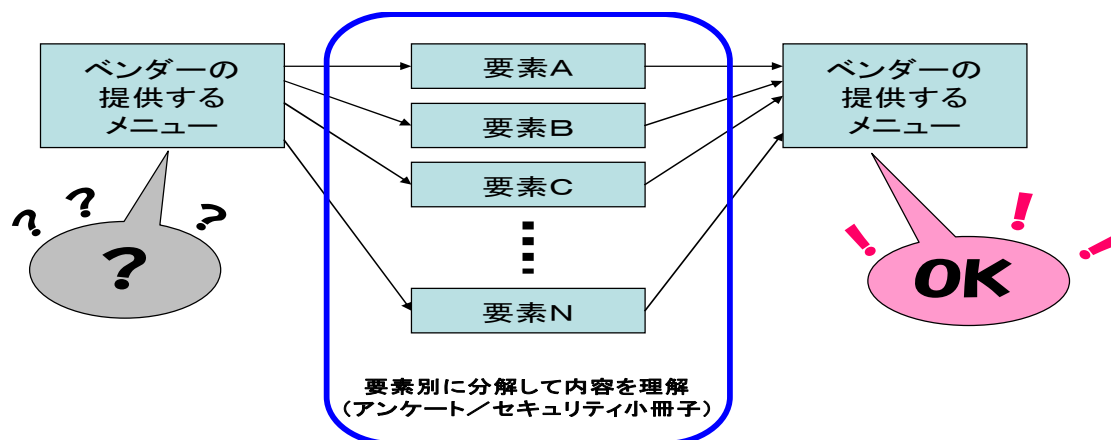 ベンダーの
提供する
メニュー
要素A
要素B
要素C
要素N
ベンダーの
提供する
メニュー
? ? ?
?
! ! !
OK
要素別に分解して内容を理解
（アンケート／セキュリティ小冊子）